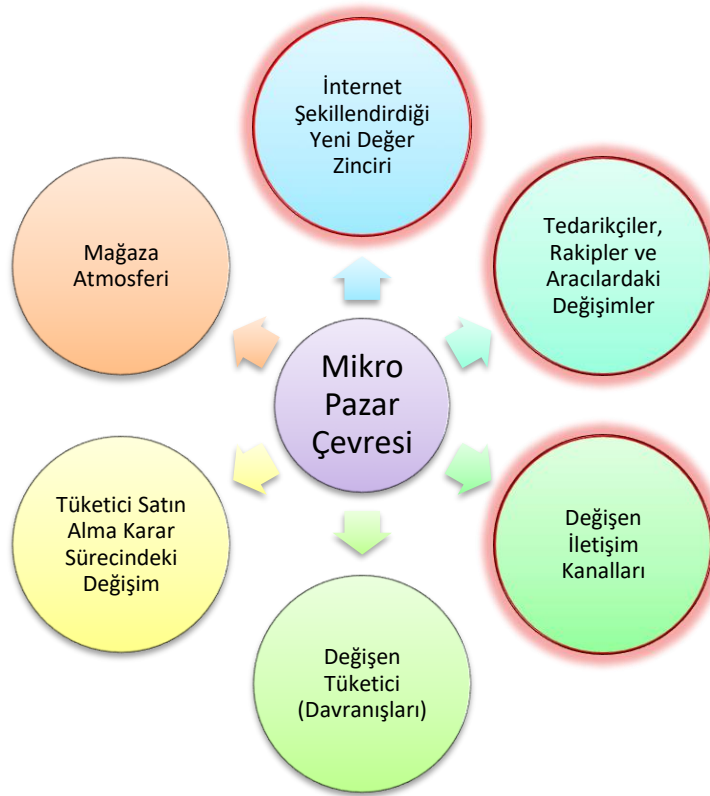 İnternet
Şekillendirdiği
Yeni Değer
Zinciri
Mağaza
Atmosferi
Tedarikçiler,
Rakipler ve
Aracılardaki
Değişimler
Mikro
Pazar
Çevresi
Tüketici Satın
Alma Karar
Sürecindeki
Değişim
Değişen
İletişim
Kanalları
Değişen
Tüketici
(Davranışları)